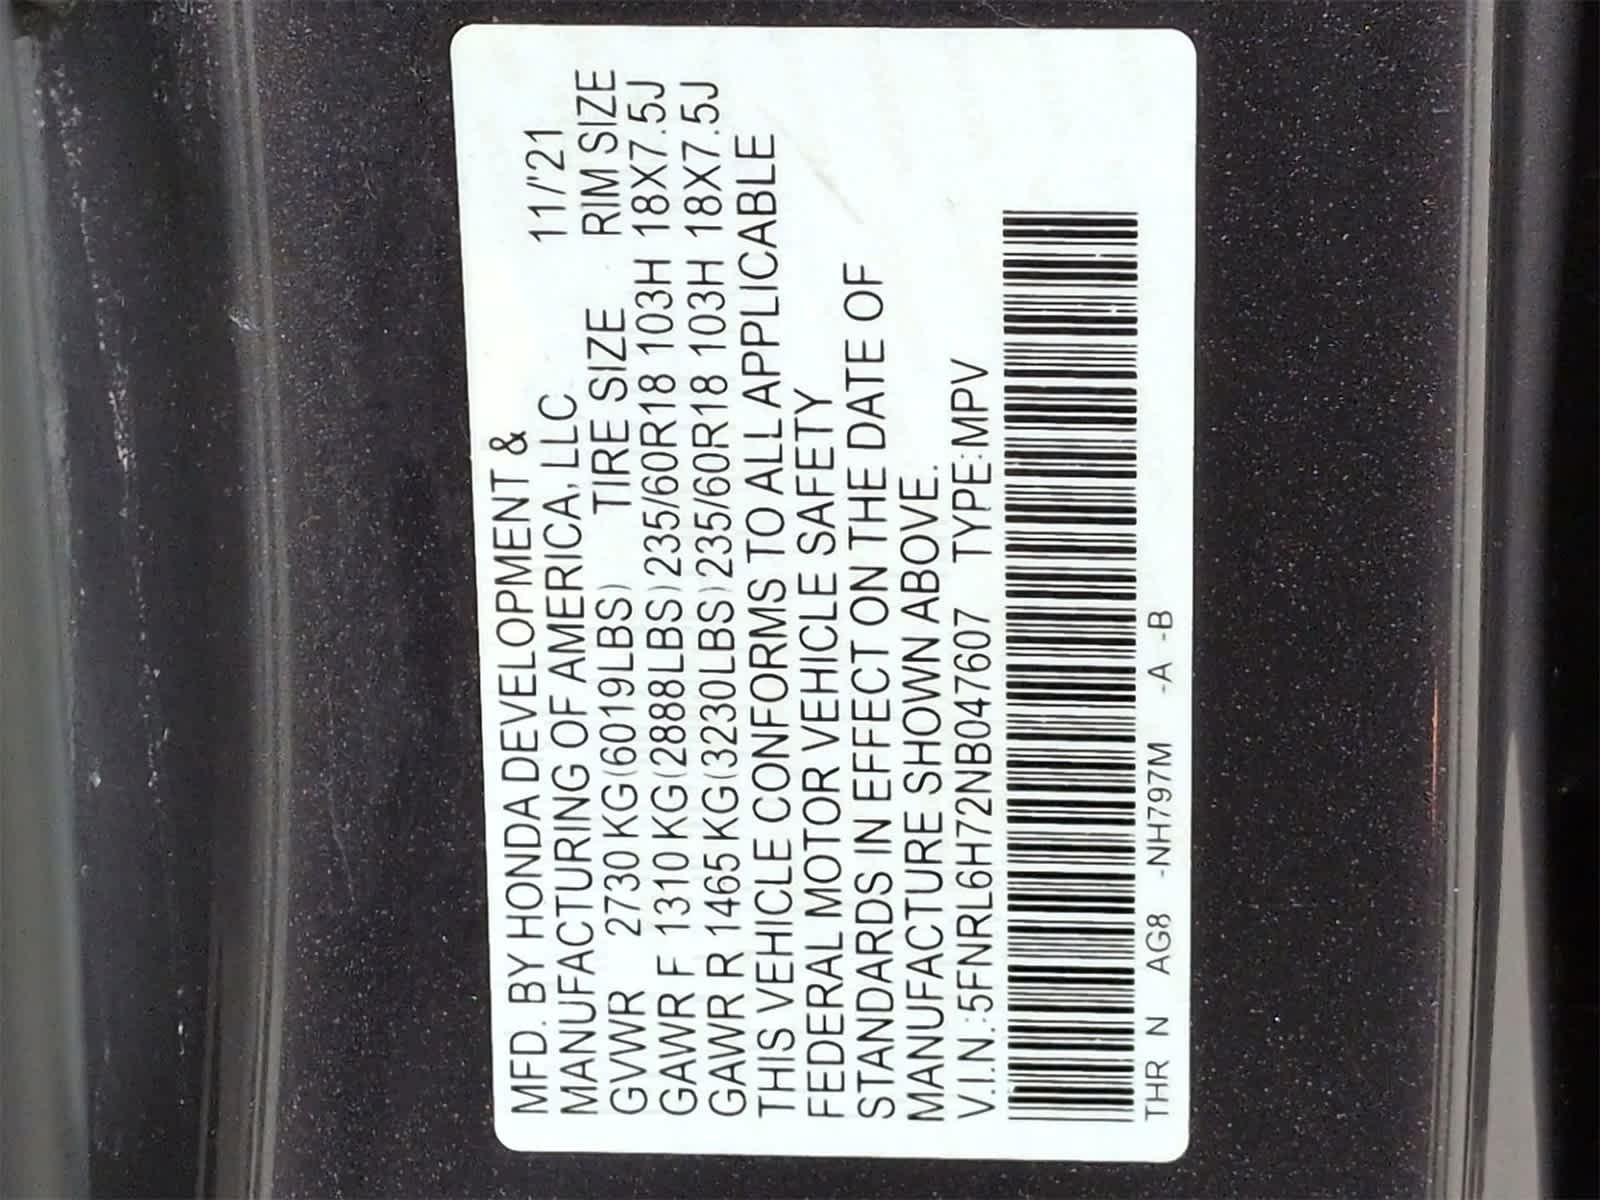 MFD. BY HONDA DEVELOPMENT &
MANUFACTURING OF AMERICA, LLC 11/'21
GVWR 2730 KG (6019LBS) TIRE SIZE RIM SIZE
GAWR F 1310 KG (2888LBS) 235/60R18 103H 18X7.5J
GAWR R 1465 KG (3230LBS) 235/60R18 103H 18X7.5J
THIS VEHICLE CONFORMS TO ALL APPLICABLE
FEDERAL MOTOR VEHICLE SAFETY
STANDARDS IN EFFECT ON THE DATE OF
MANUFACTURE SHOWN ABOVE.
V.I.N.:5FNRL6H72NB047607 TYPE:MPV
THR N AG8 -NH797M -A -B